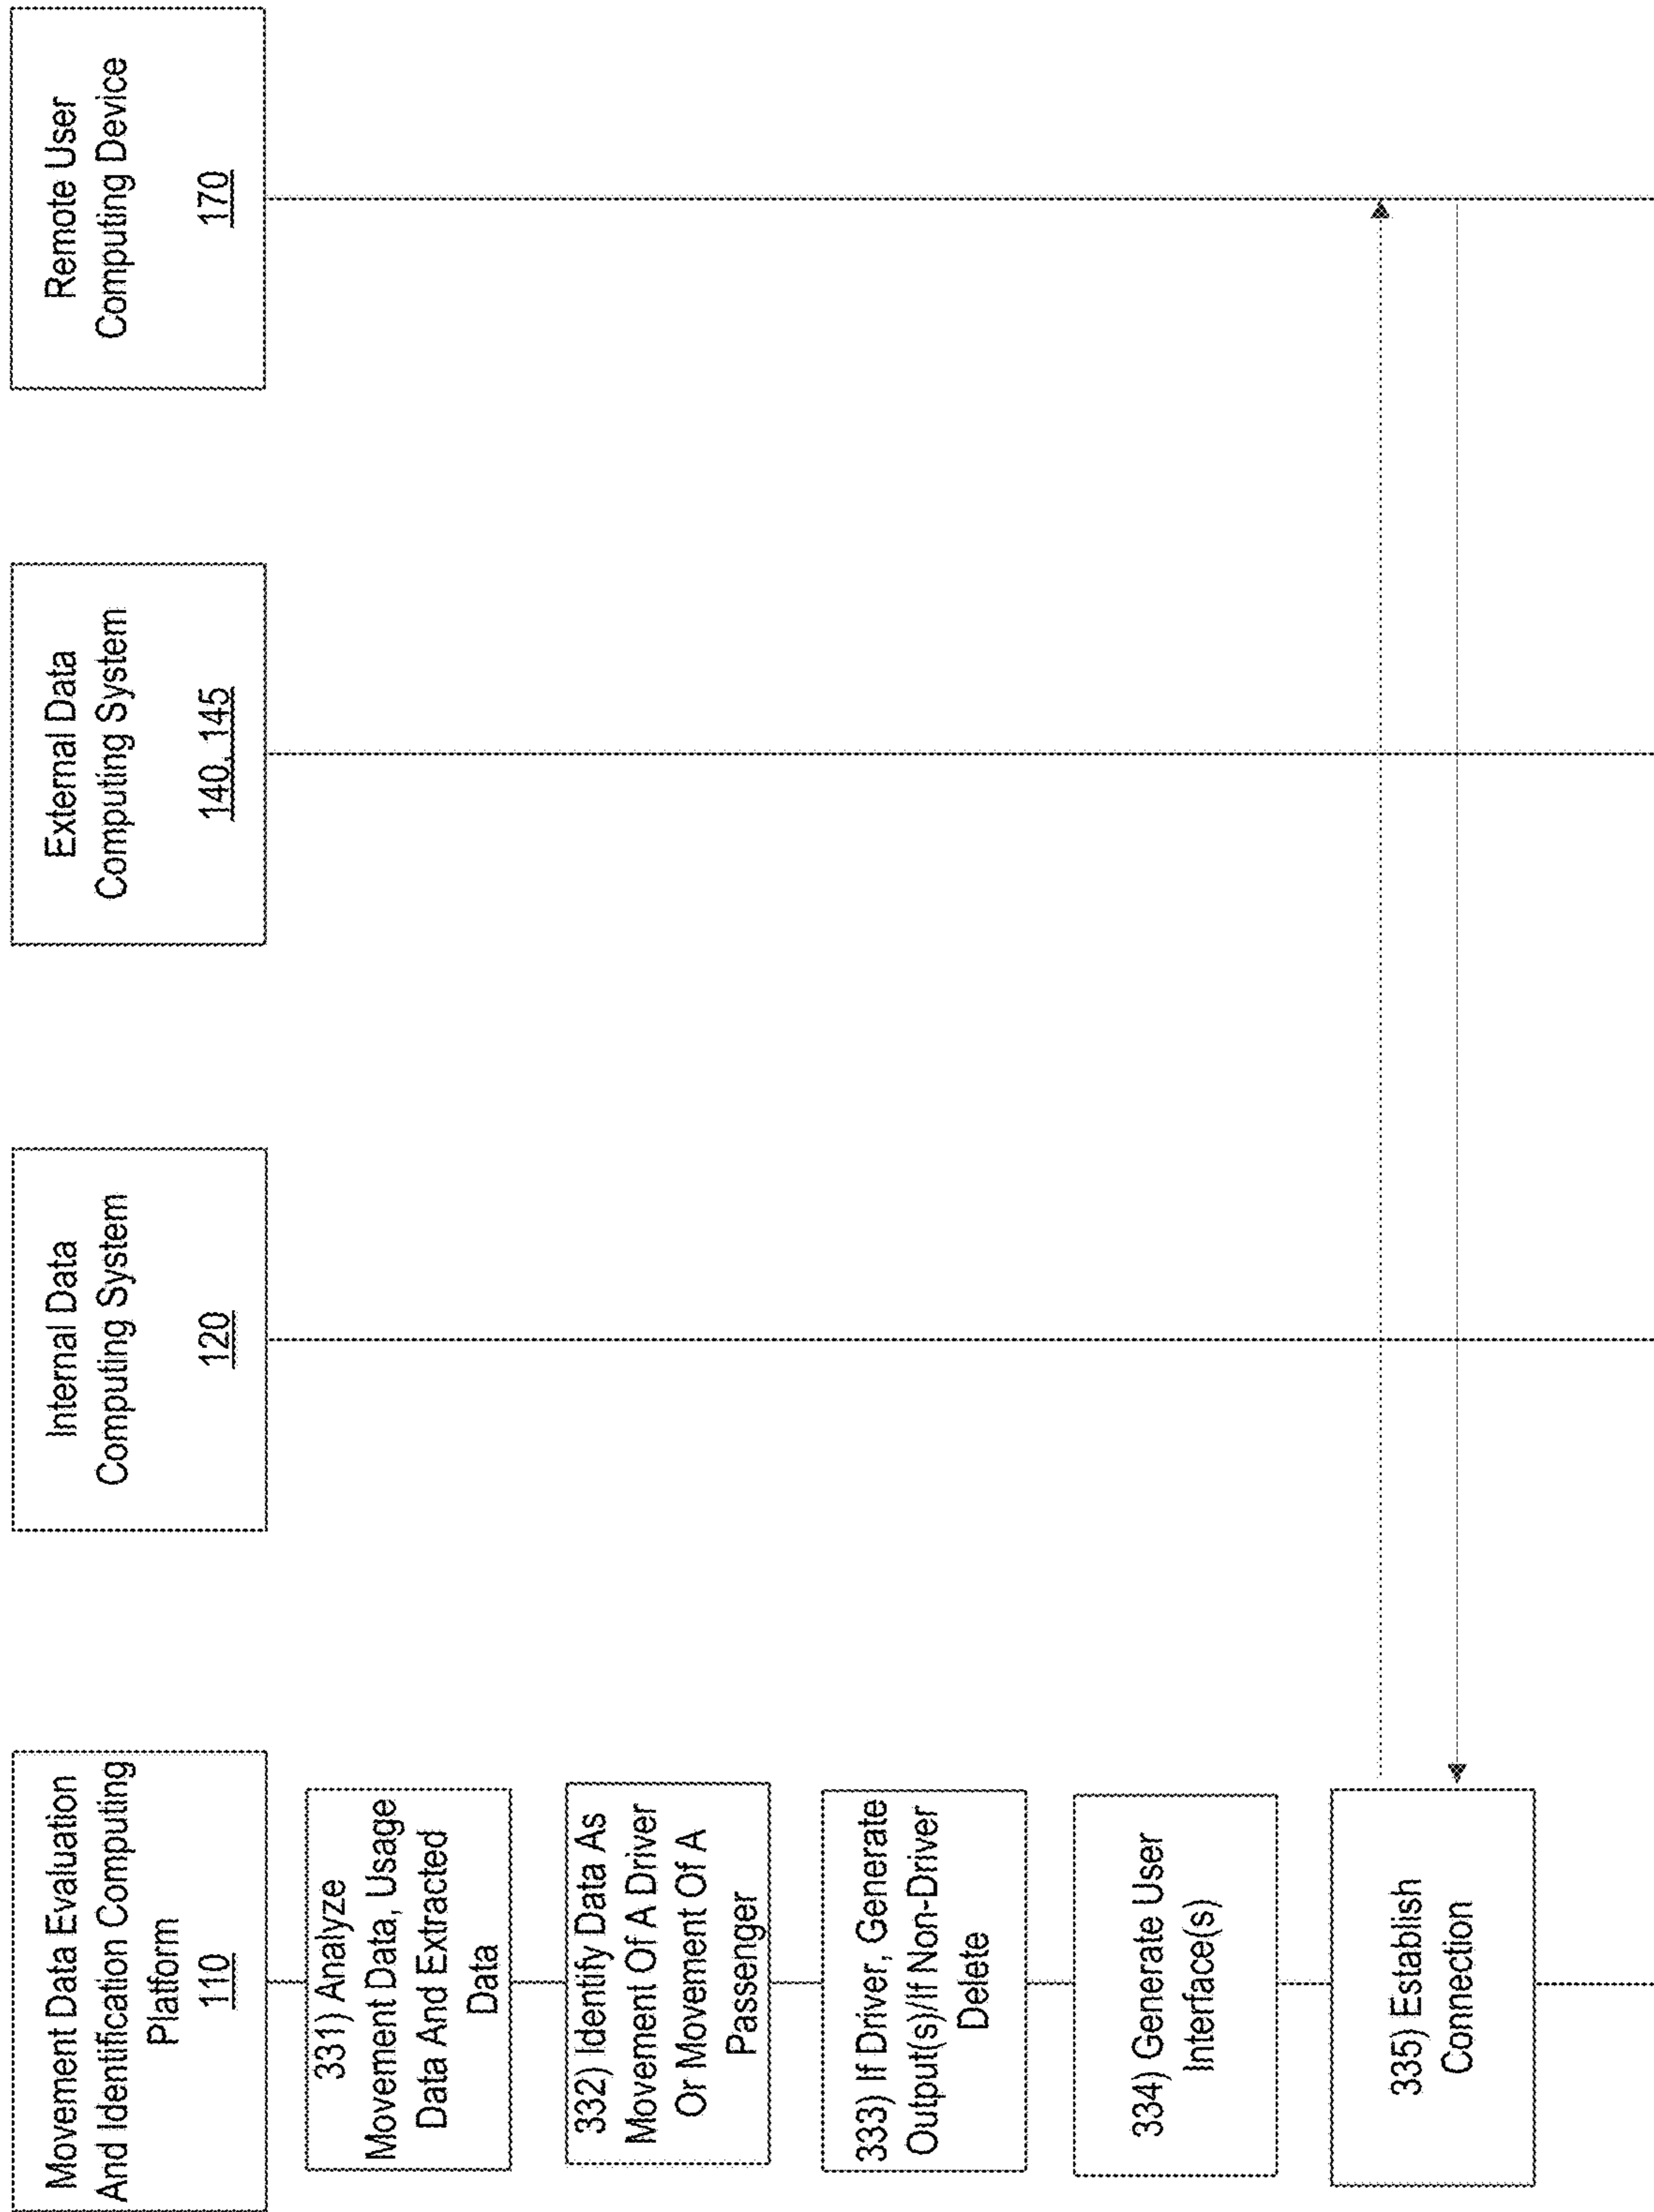 Movement Data Evaluation
And Identification Computing
Platform
110
Internal Data
Computing System
120
External Data
Computing System
140, 145
Remote User
Computing Device
170
331) Analyze
Movement Data, Usage
Data And Extracted
Data
332) Identify Data As
Movement Of A Driver
Or Movement Of A
Passenger
333) If Driver, Generate
Output(s)/If Non-Driver
Delete
334) Generate User
Interface(s)
335) Establish
Connection